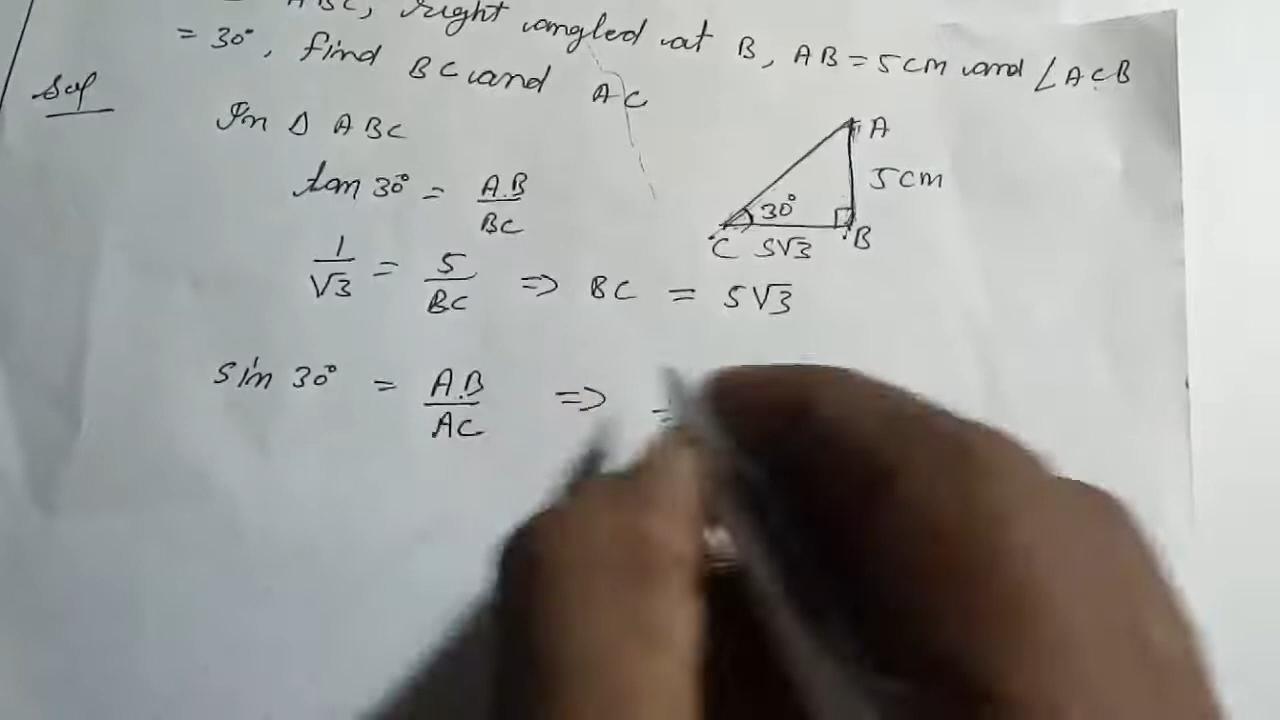 ABC, right angled at B, AB = 5cm and ∠ACB
= 30°, find BC and AC
Sol
In Δ ABC
tan 30° = AB/BC
1/√3 = 5/BC => BC = 5√3
sin 30° = AB/AC =>
A
5cm
30°
C 5√3 B